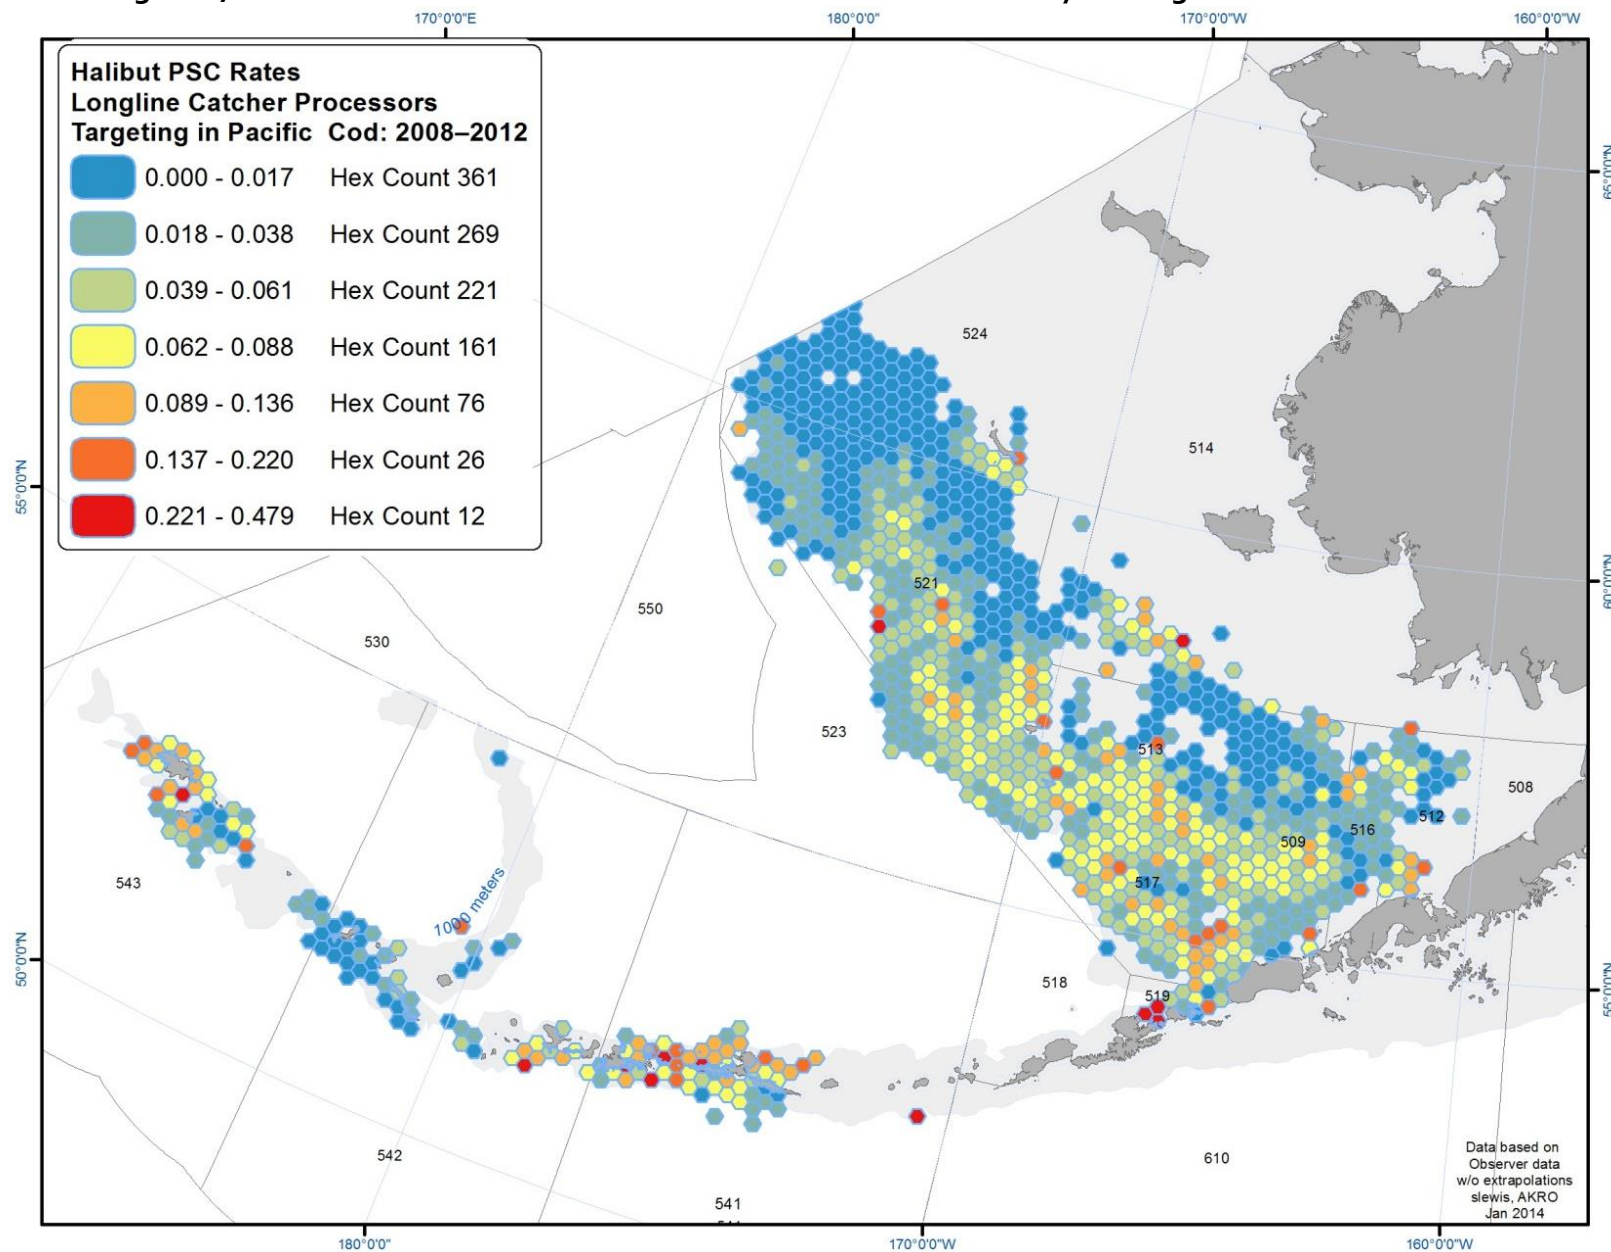 170°0'0"E
180°0'0"
170°0'0"W
160°0'0"W
Halibut PSC Rates
Longline Catcher Processors
Targeting in Pacific Cod: 2008–2012
0.000 - 0.017 Hex Count 361
0.018 - 0.038 Hex Count 269
0.039 - 0.061 Hex Count 221
0.062 - 0.088 Hex Count 161
0.089 - 0.136 Hex Count 76
0.137 - 0.220 Hex Count 26
0.221 - 0.479 Hex Count 12
65°0'0"N
524
514
55°0'0"N
60°0'0"N
521
550
530
523
513
508
512
516
509
517
543
1000 meters
50°0'0"N
518
519
55°0'0"N
542
610
541
Data based on
Observer data
w/o extrapolations
slewis, AKRO
Jan 2014
180°0'0"
170°0'0"W
160°0'0"W